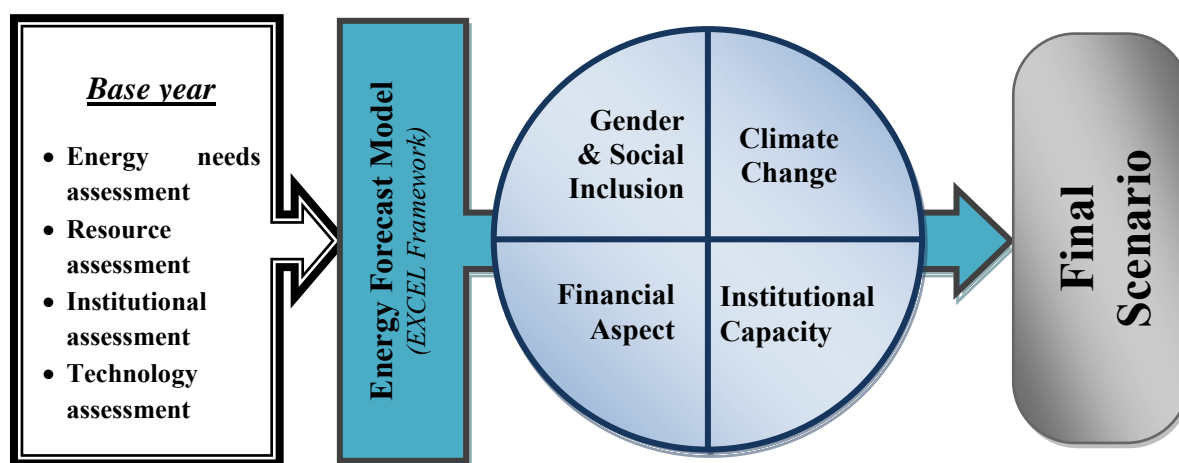 Base year
• Energy needs
assessment
• Resource
assessment
• Institutional
assessment
• Technology
assessment
Energy Forecast Model
(EXCEL Framework)
Gender
& Social
Inclusion
Climate
Change
Financial
Aspect
Institutional
Capacity
Final
Scenario